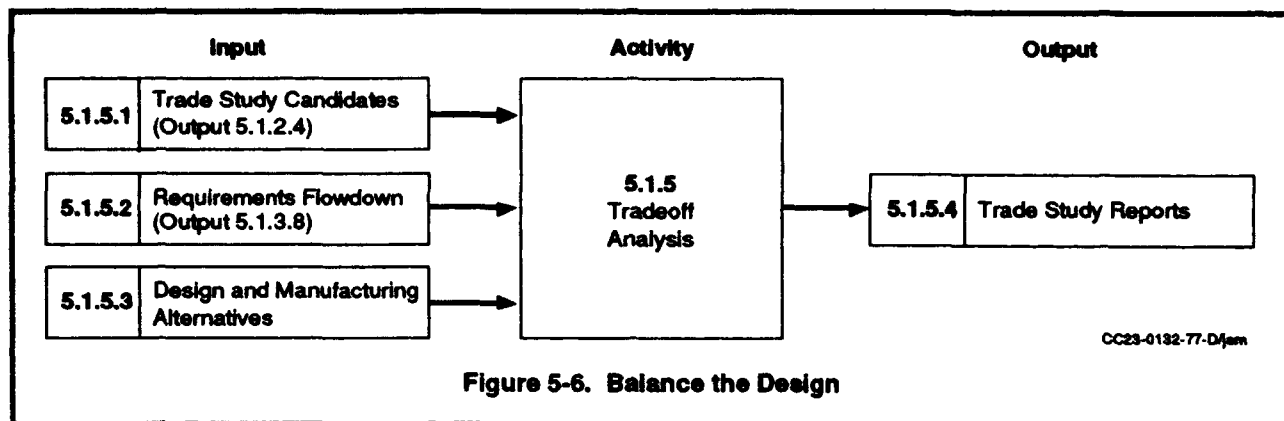 Input
Activity
Output
5.1.5.1
Trade Study Candidates
(Output 5.1.2.4)
5.1.5.2
Requirements Flowdown
(Output 5.1.3.8)
5.1.5.3
Design and Manufacturing
Alternatives
5.1.5
Tradeoff
Analysis
5.1.5.4
Trade Study Reports
CC23-0132-77-D/jam
Figure 5-6. Balance the Design